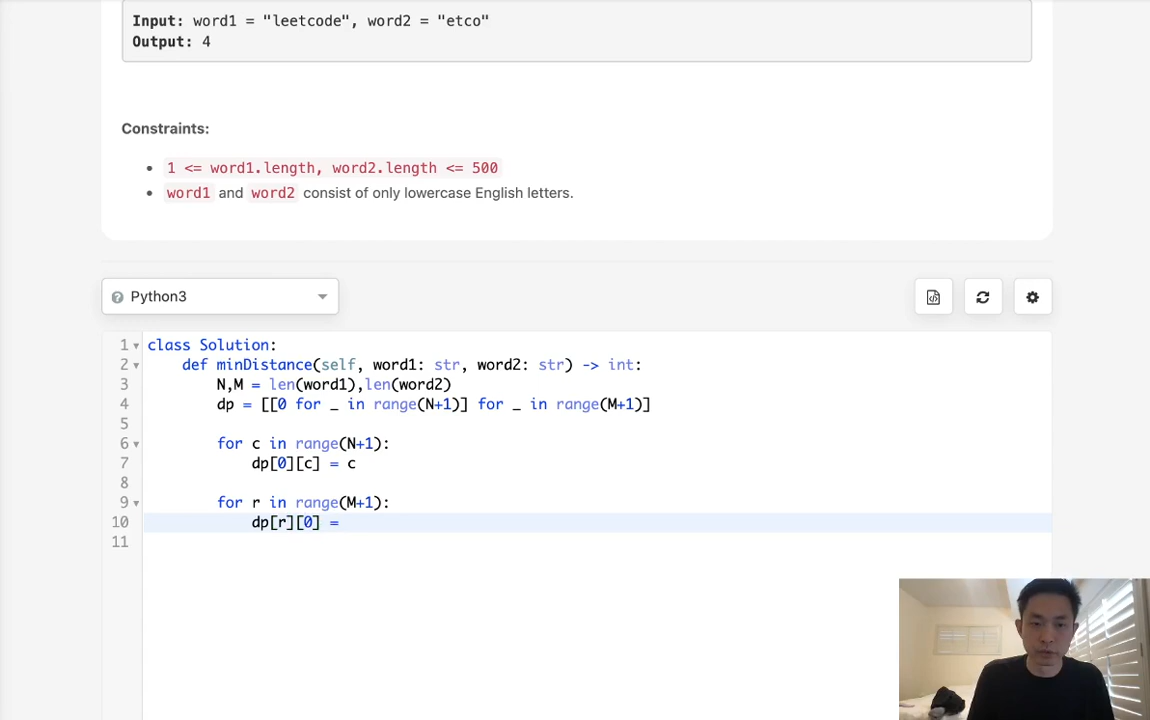 Input: word1 = "leetcode", word2 = "etco"
Output: 4
Constraints:
1 <= word1.length, word2.length <= 500
word1 and word2 consist of only lowercase English letters.
Python3
1 class Solution:
2 def minDistance(self, word1: str, word2: str) -> int:
3 N,M = len(word1),len(word2)
4 dp = [[0 for _ in range(N+1)] for _ in range(M+1)]
5
6 for c in range(N+1):
7 dp[0][c] = c
8
9 for r in range(M+1):
10 dp[r][0] =
11